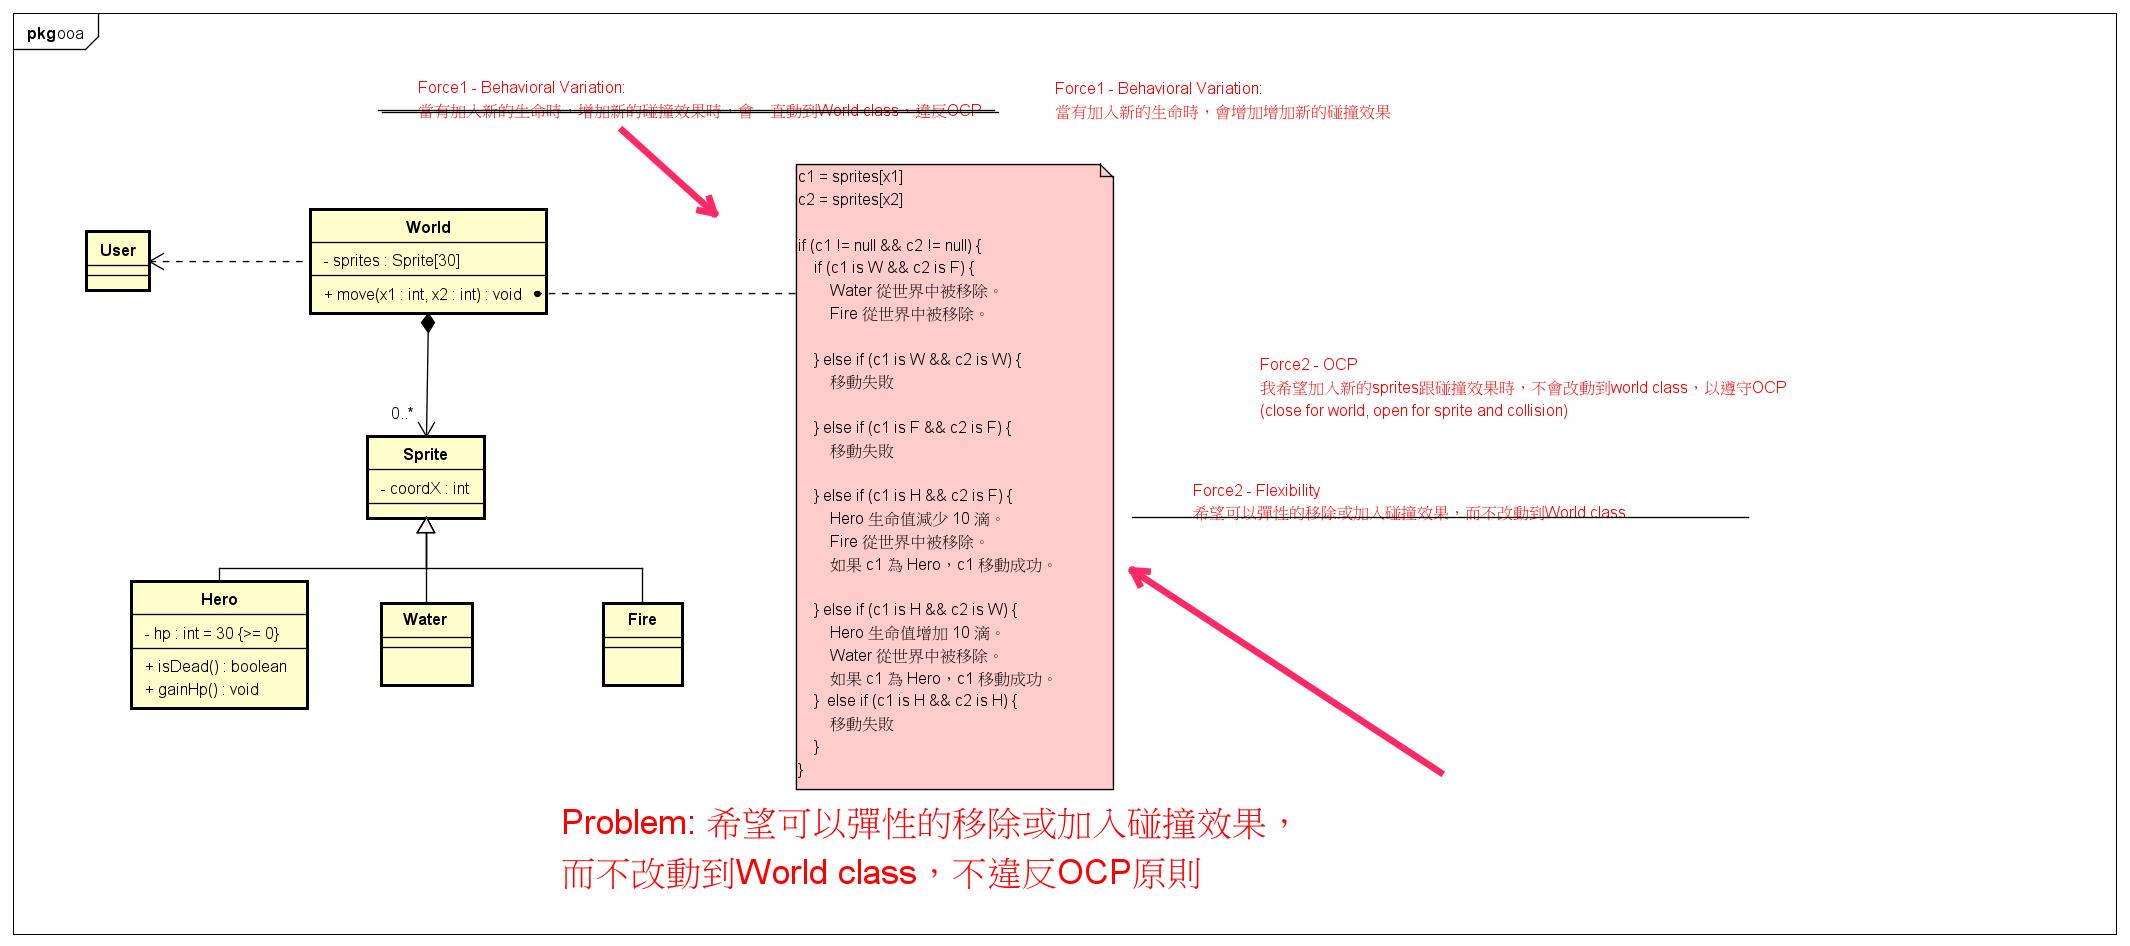 pkg ooa
Force1 - Behavioral Variation:
當有加入新的生命時，增加新的碰撞效果時，會一直動到World class，違反OCP
Force1 - Behavioral Variation:
當有加入新的生命時，會增加增加新的碰撞效果
User
World
- sprites : Sprite[30]
+ move(x1 : int, x2 : int) : void
0..*
Sprite
- coordX : int
Hero
- hp : int = 30 {>= 0}
+ isDead() : boolean
+ gainHp() : void
Water
Fire
c1 = sprites[x1]
c2 = sprites[x2]
if (c1 != null && c2 != null) {
if (c1 is W && c2 is F) {
Water 從世界中被移除。
Fire 從世界中被移除。
} else if (c1 is W && c2 is W) {
移動失敗
} else if (c1 is F && c2 is F) {
移動失敗
} else if (c1 is H && c2 is F) {
Hero 生命值減少 10 滴。
Fire 從世界中被移除。
如果 c1 為 Hero，c1 移動成功。
} else if (c1 is H && c2 is W) {
Hero 生命值增加 10 滴。
Water 從世界中被移除。
如果 c1 為 Hero，c1 移動成功。
} else if (c1 is H && c2 is H) {
移動失敗
}
}
Force2 - OCP
我希望加入新的sprites跟碰撞效果時，不會改動到world class，以遵守OCP
(close for world, open for sprite and collision)
Force2 - Flexibility
希望可以彈性的移除或加入碰撞效果，而不改動到World class
Problem: 希望可以彈性的移除或加入碰撞效果，
而不改動到World class，不違反OCP原則